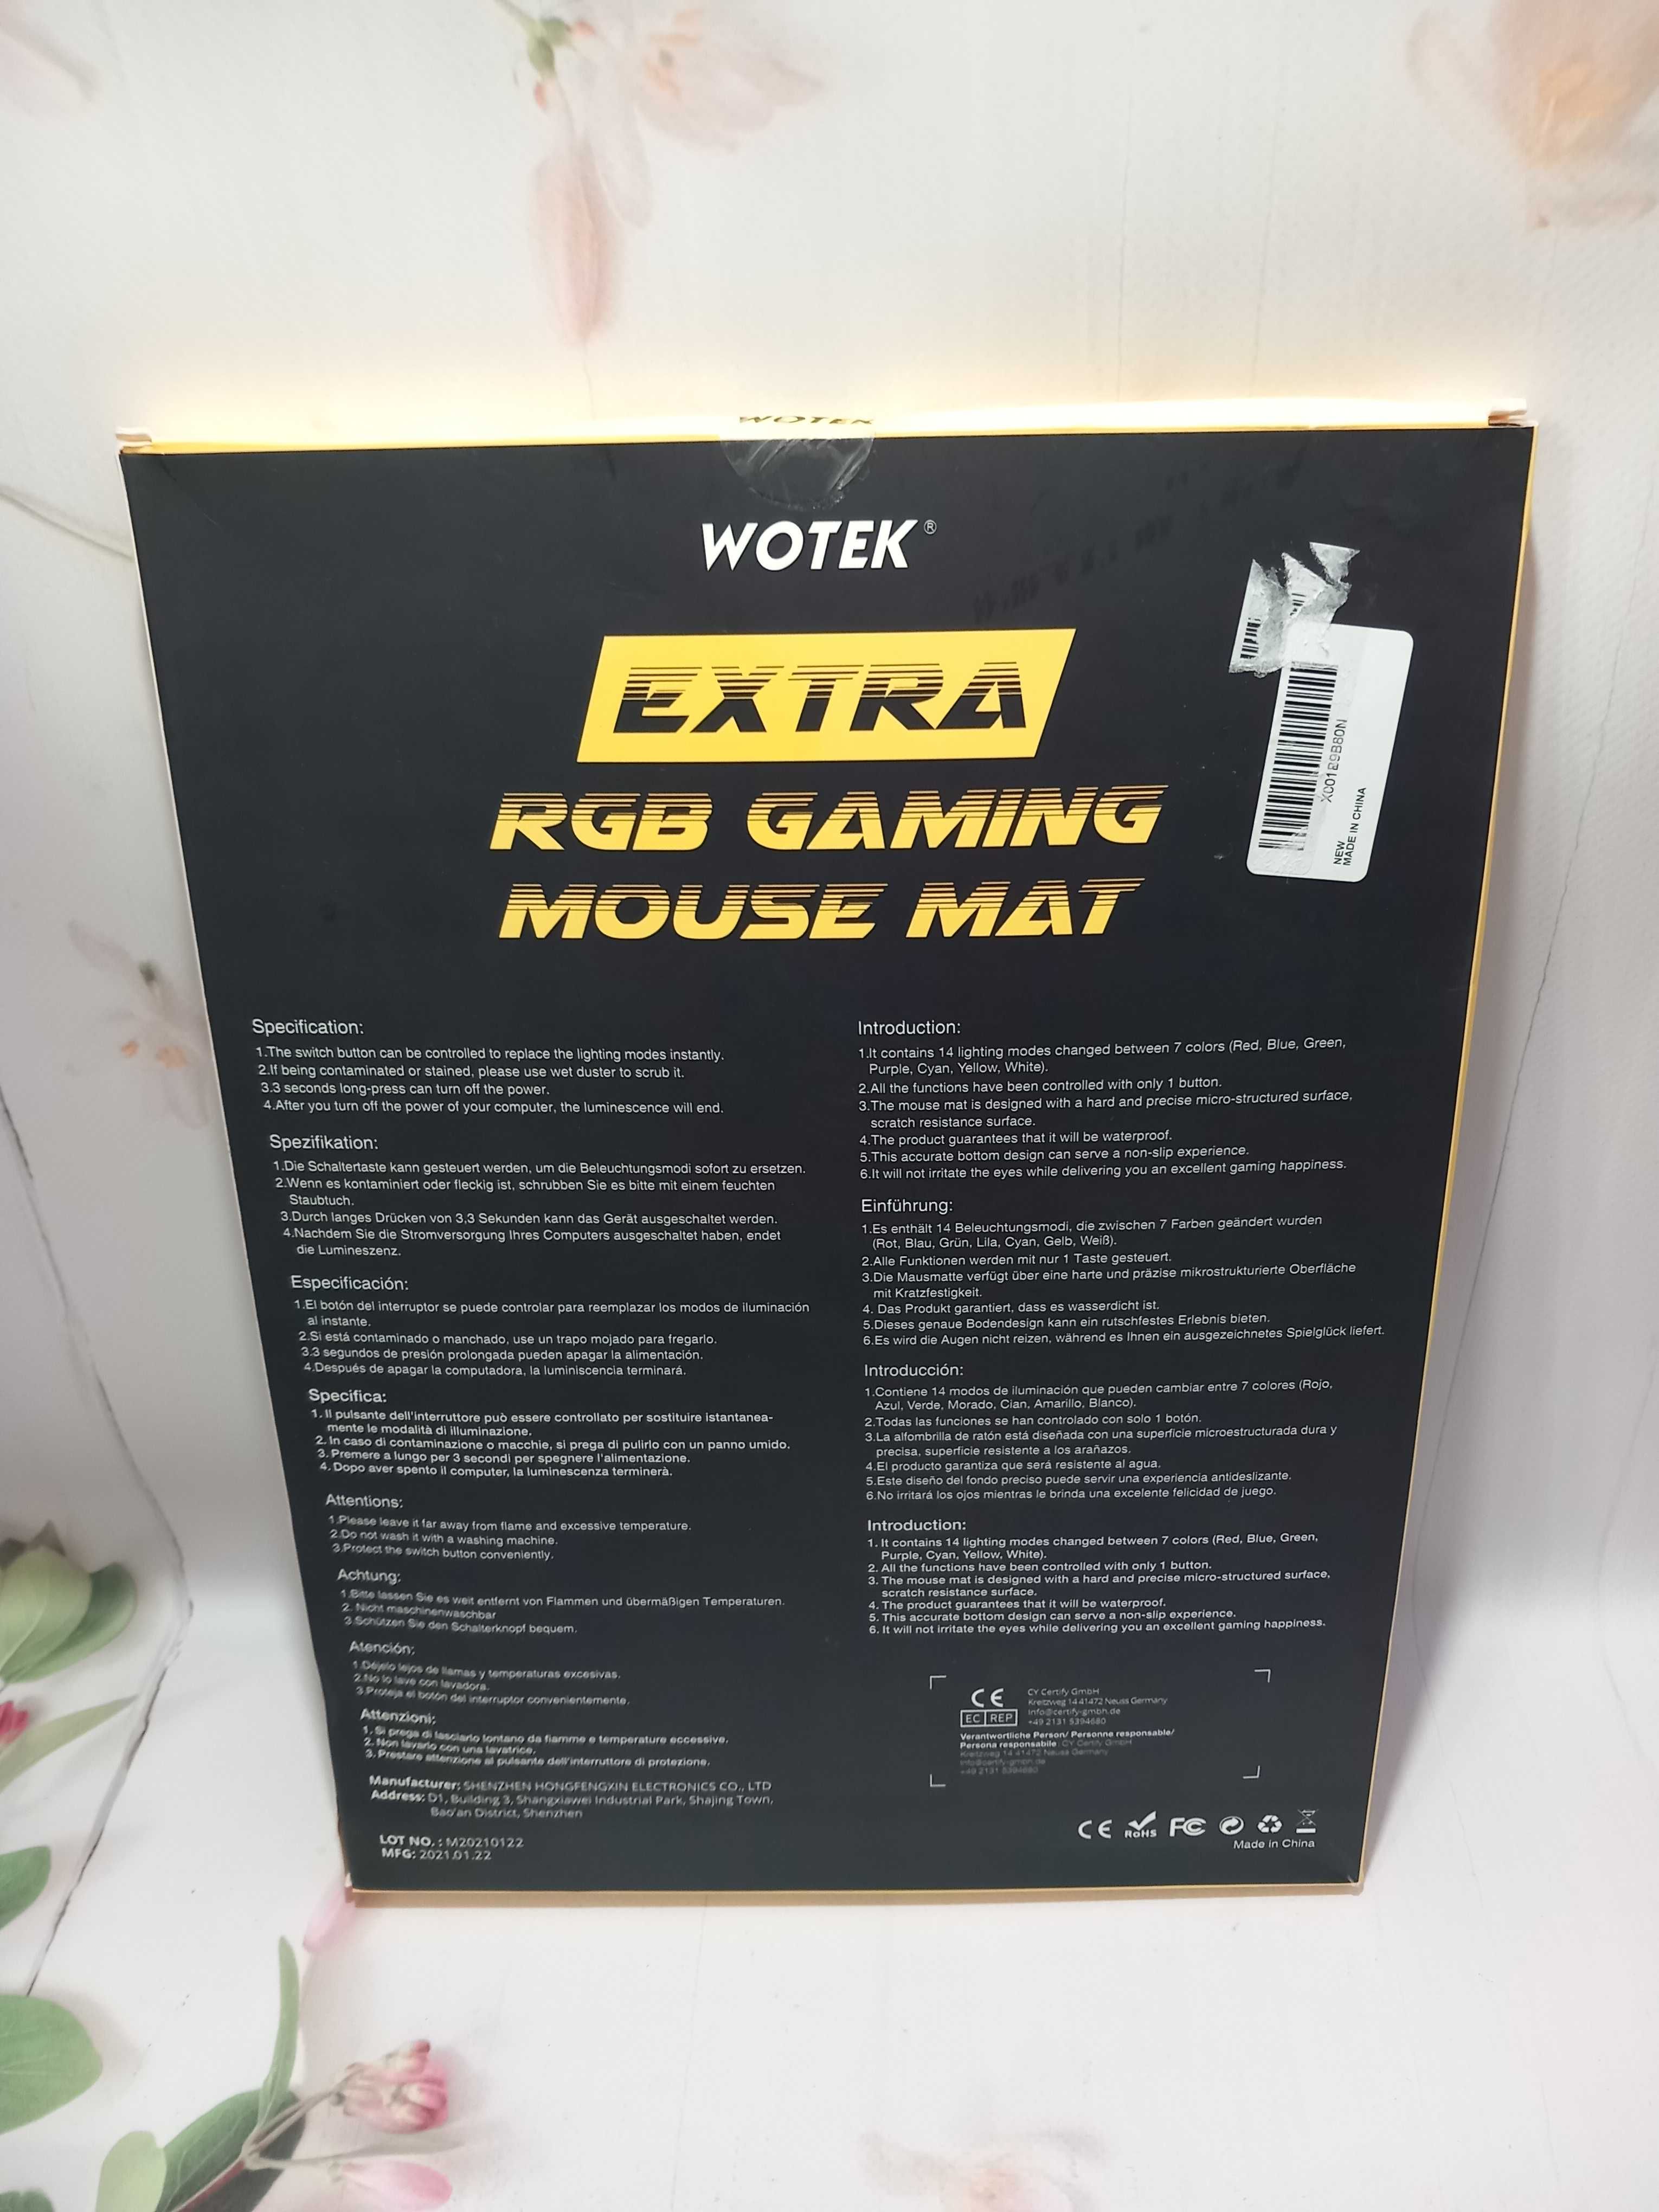 WOTEK
WOTEK®
EXTRA
RGB GAMING
MOUSE MAT
X001B9B80N
NEW
MADE IN CHINA
Specification:
1.The switch button can be controlled to replace the lighting modes instantly.
2.If being contaminated or stained, please use wet duster to scrub it.
3.3 seconds long-press can turn off the power.
4.After you turn off the power of your computer, the luminescence will end.
Spezifikation:
1.Die Schaltertaste kann gesteuert werden, um die Beleuchtungsmodi sofort zu ersetzen.
2.Wenn es kontaminiert oder fleckig ist, schrubben Sie es bitte mit einem feuchten
Staubtuch.
3.Durch langes Drücken von 3,3 Sekunden kann das Gerät ausgeschaltet werden.
4.Nachdem Sie die Stromversorgung Ihres Computers ausgeschaltet haben, endet
die Lumineszenz.
Especificación:
1.El botón del interruptor se puede controlar para reemplazar los modos de iluminación
al instante.
2.Si está contaminado o manchado, use un trapo mojado para fregarlo.
3.3 segundos de presión prolongada pueden apagar la alimentación.
4.Después de apagar la computadora, la luminiscencia terminará.
Specifica:
1. Il pulsante dell'interruttore può essere controllato per sostituire istantanea-
mente le modalità di illuminazione.
2. In caso di contaminazione o macchie, si prega di pulirlo con un panno umido.
3. Premere a lungo per 3 secondi per spegnere l'alimentazione.
4. Dopo aver spento il computer, la luminescenza terminerà.
Attentions:
1.Please leave it far away from flame and excessive temperature.
2.Do not wash it with a washing machine.
3.Protect the switch button conveniently.
Achtung:
1.Bitte lassen Sie es weit entfernt von Flammen und übermäßigen Temperaturen.
2. Nicht maschinenwaschbar
3.Schützen Sie den Schalterknopf bequem.
Atención:
1.Déjelo lejos de llamas y temperaturas excesivas.
2.No lo lave con lavadora.
3.Proteja el botón del interruptor convenientemente.
Attenzioni:
1. Si prega di lasciarlo lontano da fiamme e temperature eccessive.
2. Non lavarlo con una lavatrice.
3. Prestare attenzione al pulsante dell'interruttore di protezione.
Manufacturer: SHENZHEN HONGFENGXIN ELECTRONICS CO., LTD
Address: D1, Building 3, Shangxiawei Industrial Park, Shajing Town,
Bao'an District, Shenzhen
LOT NO. : M20210122
MFG: 2021.01.22
Introduction:
1.It contains 14 lighting modes changed between 7 colors (Red, Blue, Green,
Purple, Cyan, Yellow, White).
2.All the functions have been controlled with only 1 button.
3.The mouse mat is designed with a hard and precise micro-structured surface,
scratch resistance surface.
4.The product guarantees that it will be waterproof.
5.This accurate bottom design can serve a non-slip experience.
6.It will not irritate the eyes while delivering you an excellent gaming happiness.
Einführung:
1.Es enthält 14 Beleuchtungsmodi, die zwischen 7 Farben geändert wurden
(Rot, Blau, Grün, Lila, Cyan, Gelb, Weiß).
2.Alle Funktionen werden mit nur 1 Taste gesteuert.
3.Die Mausmatte verfügt über eine harte und präzise mikrostrukturierte Oberfläche
mit Kratzfestigkeit.
4. Das Produkt garantiert, dass es wasserdicht ist.
5.Dieses genaue Bodendesign kann ein rutschfestes Erlebnis bieten.
6.Es wird die Augen nicht reizen, während es Ihnen ein ausgezeichnetes Spielglück liefert.
Introducción:
1.Contiene 14 modos de iluminación que pueden cambiar entre 7 colores (Rojo,
Azul, Verde, Morado, Cian, Amarillo, Blanco).
2.Todas las funciones se han controlado con solo 1 botón.
3.La alfombrilla de ratón está diseñada con una superficie microestructurada dura y
precisa, superficie resistente a los arañazos.
4.El producto garantiza que será resistente al agua.
5.Este diseño del fondo preciso puede servir una experiencia antideslizante.
6.No irritará los ojos mientras le brinda una excelente felicidad de juego.
Introduction:
1. It contains 14 lighting modes changed between 7 colors (Red, Blue, Green,
Purple, Cyan, Yellow, White).
2. All the functions have been controlled with only 1 button.
3. The mouse mat is designed with a hard and precise micro-structured surface,
scratch resistance surface.
4. The product guarantees that it will be waterproof.
5. This accurate bottom design can serve a non-slip experience.
6. It will not irritate the eyes while delivering you an excellent gaming happiness.
CE
EC REP
CY Certify GmbH
Kreitzweg 14 41472 Neuss Germany
info@certify-gmbh.de
+49 2131 5394680
Verantwortliche Person/ Personne responsable/
Persona responsabile: CY Certify GmbH
Kreitzweg 14 41472 Neuss Germany
info@certify-gmbh.de
+49 2131 5394680
CE RoHS FC
Made in China